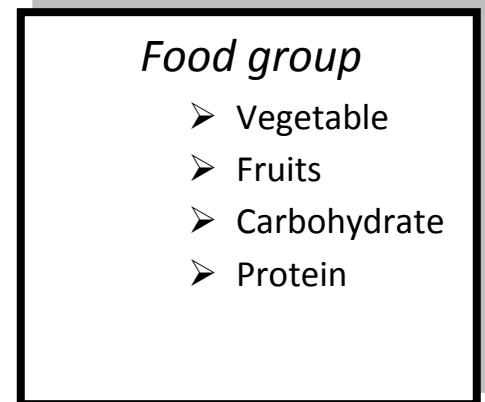 Food group
➢ Vegetable
➢ Fruits
➢ Carbohydrate
➢ Protein